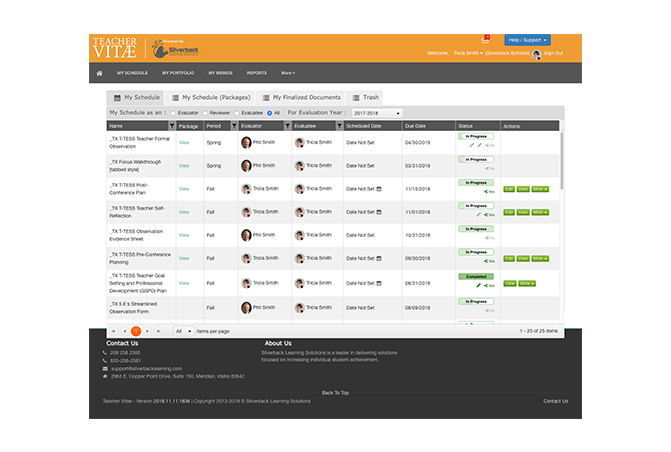 TEACHER
VITÆ
Powered By
Silverback
Help / Support
Welcome, Tricia Smith (Silverback Schools) Sign Out
MY SCHEDULE MY PORTFOLIO MY MEMOS REPORTS More
My Schedule My Schedule (Packages) My Finalized Documents Trash
My Schedule as an : Evaluator Reviewer Evaluatee All For Evaluation Year : 2017-2018
Name Package Period Evaluator Evaluatee Scheduled Date Due Date Status Actions
_TX T-TESS Teacher Formal Observation View Spring Phil Smith Tricia Smith Date Not Set 04/30/2019 In Progress No
_TX Focus Walkthrough [tabbed style] View Spring Phil Smith Tricia Smith Date Not Set 03/31/2019 In Progress No
_TX T-TESS Post-Conference Plan View Fall Tricia Smith Tricia Smith Date Not Set 11/15/2018 In Progress Yes Edit View More
_TX T-TESS Teacher Self-Reflection View Fall Tricia Smith Tricia Smith Date Not Set 11/01/2018 In Progress Yes Edit View More
_TX T-TESS Observation Evidence Sheet View Fall Phil Smith Tricia Smith Date Not Set 10/31/2018 In Progress No
_TX T-TESS Pre-Conference Planning View Fall Tricia Smith Tricia Smith Date Not Set 09/30/2018 In Progress Yes Edit View More
_TX T-TESS Teacher Goal Setting and Professional Development (GSPD) Plan View Fall Tricia Smith Tricia Smith Date Not Set 08/31/2018 Completed Yes View More
_TX 5 E's Streamlined Observation Form Fall Phil Smith Tricia Smith Date Not Set 08/09/2018 In Progress No
In Progress
1 All items per page 1 - 25 of 25 items
Contact Us About Us
208 258 2580 Silverback Learning Solutions is a leader in delivering solutions
855-258-2581 focused on increasing individual student achievement.
support@silverbacklearning.com
2963 E. Copper Point Drive, Suite 150, Meridian, Idaho 83642
Back To Top
Teacher Vitae - Version 2018.11.11.1836 | Copyright 2013-2018 © Silverback Learning Solutions Contact Us